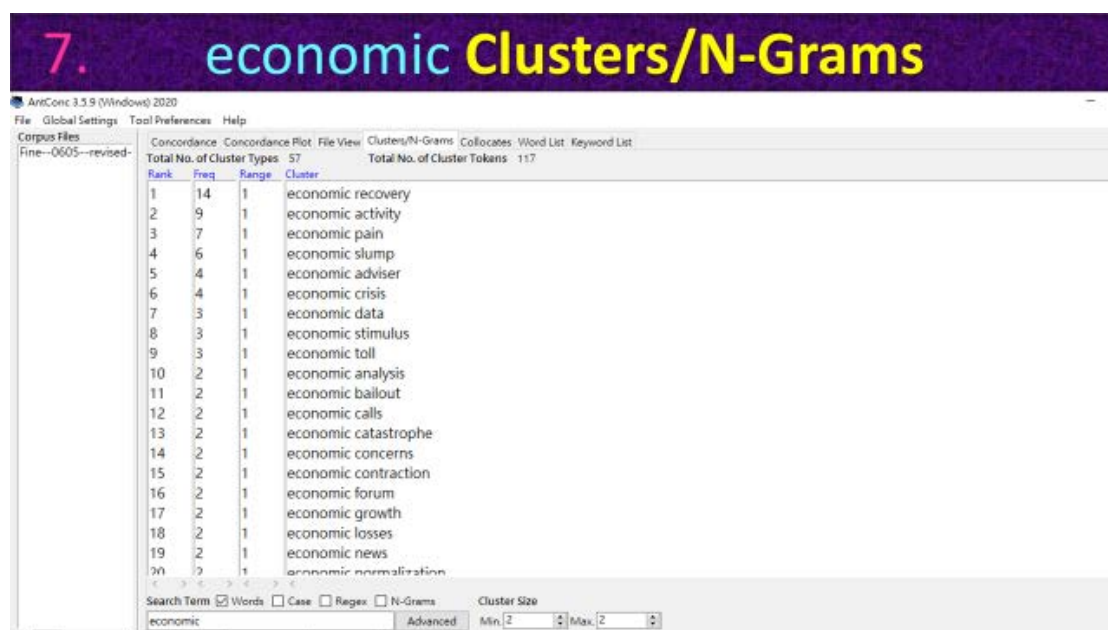 7. economic Clusters/N-Grams
AntConc 3.5.9 (Windows) 2020
File Global Settings Tool Preferences Help
Corpus Files
Fine--0605--revised-
Concordance Concordance Plot File View Clusters/N-Grams Collocates Word List Keyword List
Total No. of Cluster Types 57 Total No. of Cluster Tokens 117
Rank Freq Range Cluster
1 14 1 economic recovery
2 9 1 economic activity
3 7 1 economic pain
4 6 1 economic slump
5 4 1 economic adviser
6 4 1 economic crisis
7 3 1 economic data
8 3 1 economic stimulus
9 3 1 economic toll
10 2 1 economic analysis
11 2 1 economic bailout
12 2 1 economic calls
13 2 1 economic catastrophe
14 2 1 economic concerns
15 2 1 economic contraction
16 2 1 economic forum
17 2 1 economic growth
18 2 1 economic losses
19 2 1 economic news
20 2 1 economic normalization
Search Term Words Case Regex N-Grams Cluster Size
economic Advanced Min. 2 Max. 2